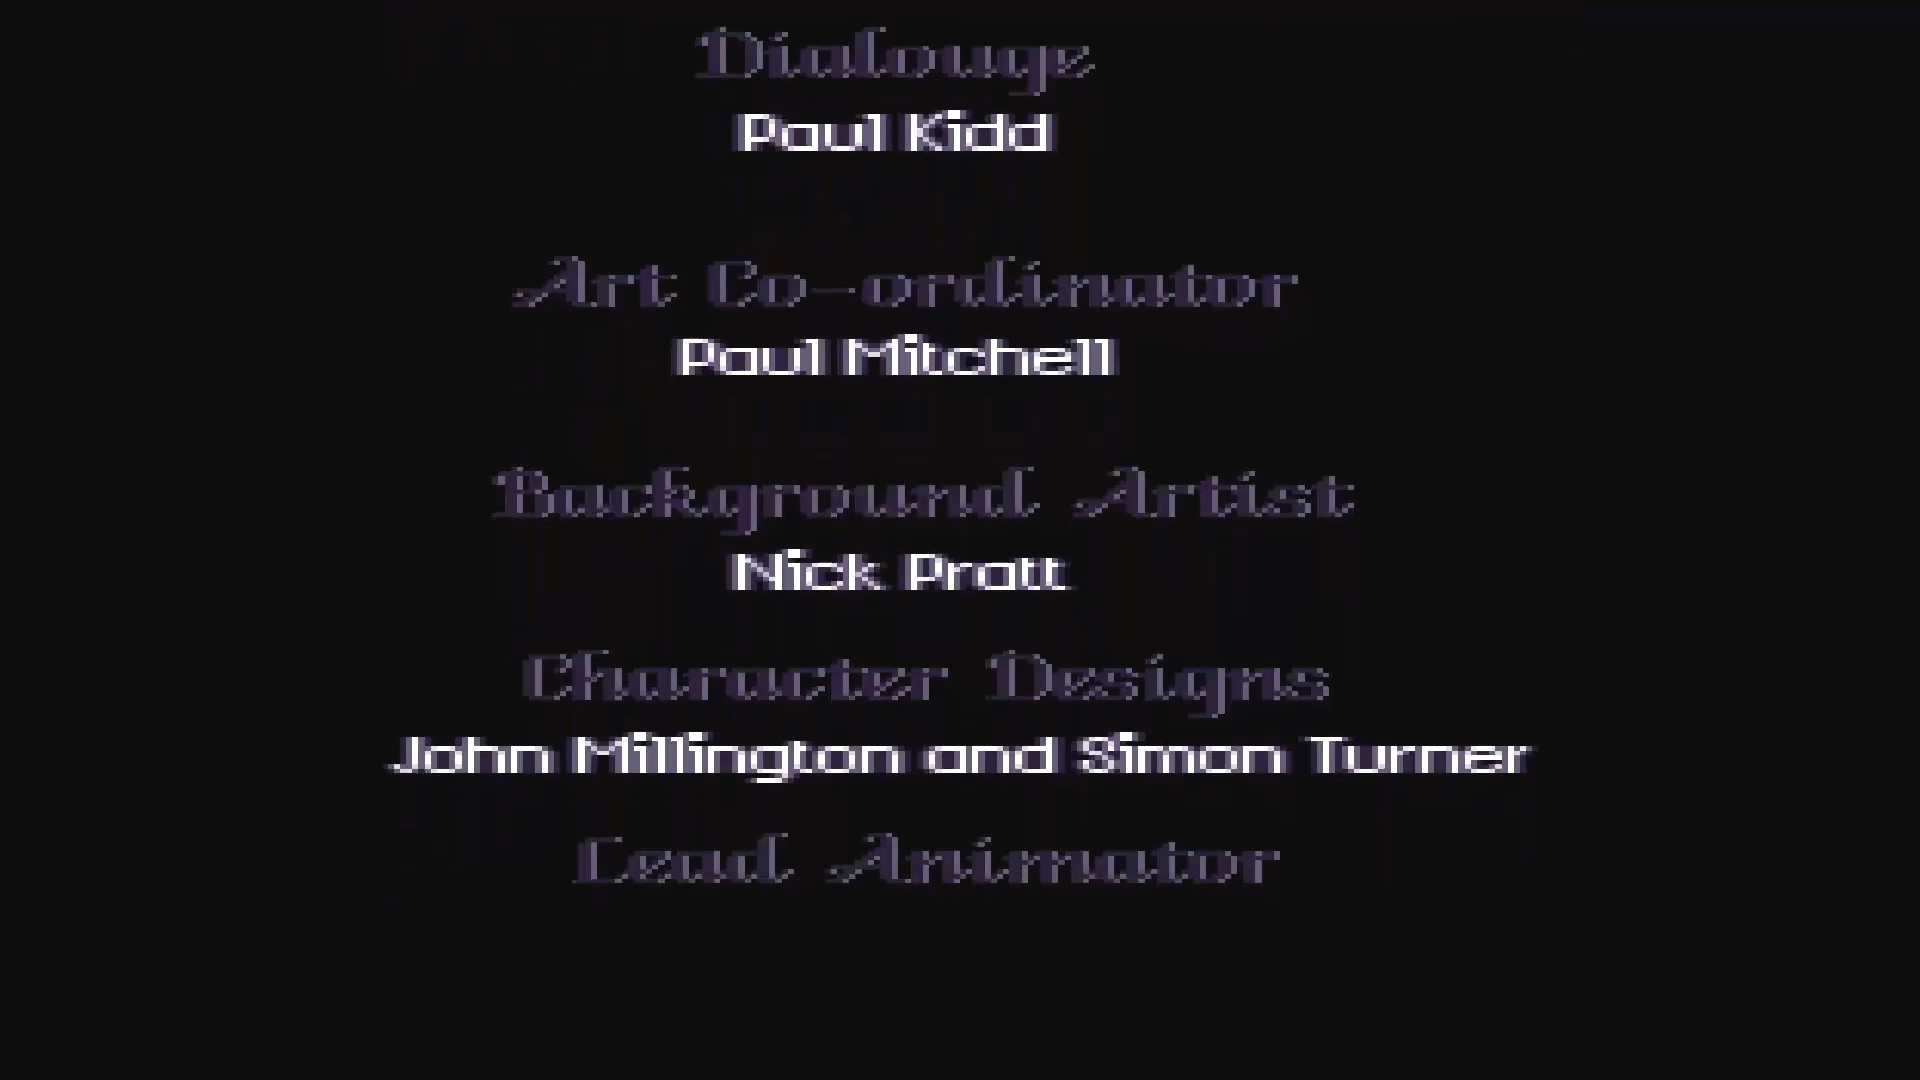 Dialouge
Paul Kidd
Art Co-ordinator
Paul Mitchell
Background Artist
Nick Pratt
Character Designs
John Millington and Simon Turner
Lead Animator